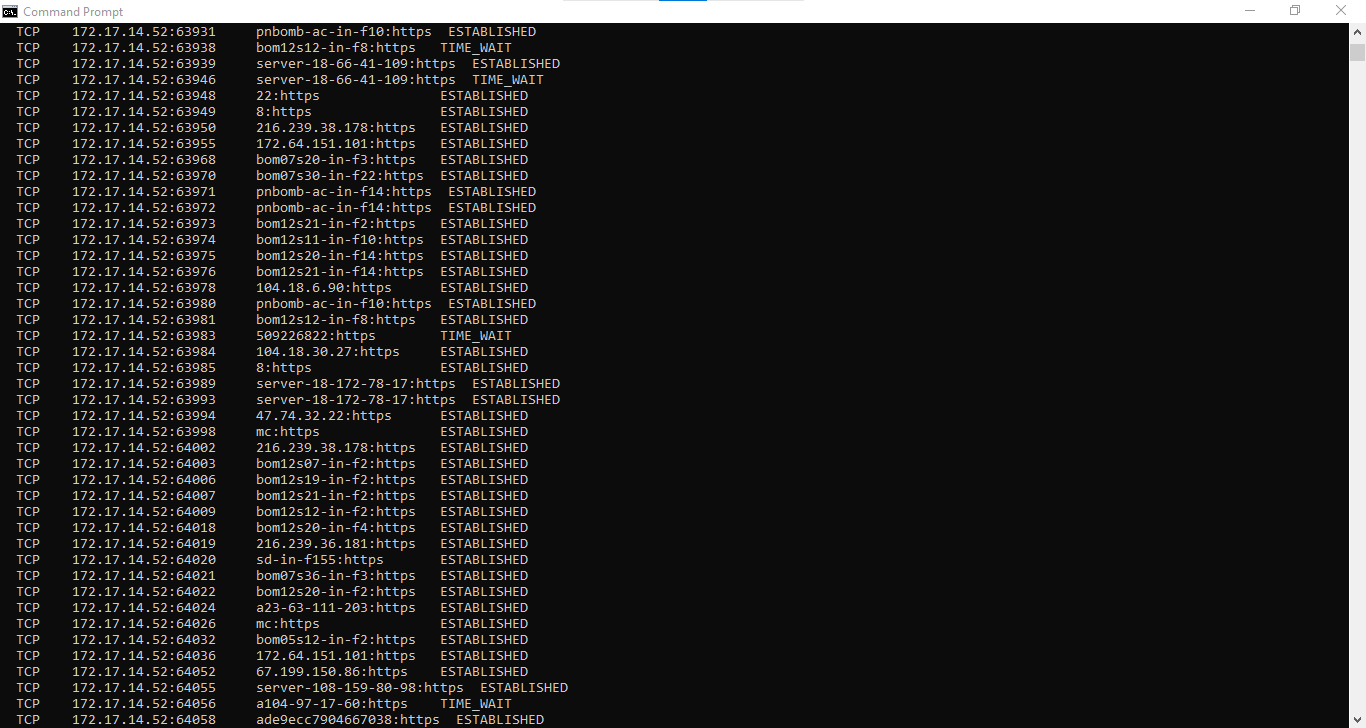 Command Prompt
TCP 172.17.14.52:63931 pnbomb-ac-in-f10:https ESTABLISHED
TCP 172.17.14.52:63938 bom12s12-in-f8:https TIME_WAIT
TCP 172.17.14.52:63939 server-18-66-41-109:https ESTABLISHED
TCP 172.17.14.52:63946 server-18-66-41-109:https TIME_WAIT
TCP 172.17.14.52:63948 22:https ESTABLISHED
TCP 172.17.14.52:63949 8:https ESTABLISHED
TCP 172.17.14.52:63950 216.239.38.178:https ESTABLISHED
TCP 172.17.14.52:63955 172.64.151.101:https ESTABLISHED
TCP 172.17.14.52:63968 bom07s20-in-f3:https ESTABLISHED
TCP 172.17.14.52:63970 bom07s30-in-f22:https ESTABLISHED
TCP 172.17.14.52:63971 pnbomb-ac-in-f14:https ESTABLISHED
TCP 172.17.14.52:63972 pnbomb-ac-in-f14:https ESTABLISHED
TCP 172.17.14.52:63973 bom12s21-in-f2:https ESTABLISHED
TCP 172.17.14.52:63974 bom12s11-in-f10:https ESTABLISHED
TCP 172.17.14.52:63975 bom12s20-in-f14:https ESTABLISHED
TCP 172.17.14.52:63976 bom12s21-in-f14:https ESTABLISHED
TCP 172.17.14.52:63978 104.18.6.90:https ESTABLISHED
TCP 172.17.14.52:63980 pnbomb-ac-in-f10:https ESTABLISHED
TCP 172.17.14.52:63981 bom12s12-in-f8:https ESTABLISHED
TCP 172.17.14.52:63983 509226822:https TIME_WAIT
TCP 172.17.14.52:63984 104.18.30.27:https ESTABLISHED
TCP 172.17.14.52:63985 8:https ESTABLISHED
TCP 172.17.14.52:63989 server-18-172-78-17:https ESTABLISHED
TCP 172.17.14.52:63993 server-18-172-78-17:https ESTABLISHED
TCP 172.17.14.52:63994 47.74.32.22:https ESTABLISHED
TCP 172.17.14.52:63998 mc:https ESTABLISHED
TCP 172.17.14.52:64002 216.239.38.178:https ESTABLISHED
TCP 172.17.14.52:64003 bom12s07-in-f2:https ESTABLISHED
TCP 172.17.14.52:64006 bom12s19-in-f2:https ESTABLISHED
TCP 172.17.14.52:64007 bom12s21-in-f2:https ESTABLISHED
TCP 172.17.14.52:64009 bom12s12-in-f2:https ESTABLISHED
TCP 172.17.14.52:64018 bom12s20-in-f4:https ESTABLISHED
TCP 172.17.14.52:64019 216.239.36.181:https ESTABLISHED
TCP 172.17.14.52:64020 sd-in-f155:https ESTABLISHED
TCP 172.17.14.52:64021 bom07s36-in-f3:https ESTABLISHED
TCP 172.17.14.52:64022 bom12s20-in-f2:https ESTABLISHED
TCP 172.17.14.52:64024 a23-63-111-203:https ESTABLISHED
TCP 172.17.14.52:64026 mc:https ESTABLISHED
TCP 172.17.14.52:64032 bom05s12-in-f2:https ESTABLISHED
TCP 172.17.14.52:64036 172.64.151.101:https ESTABLISHED
TCP 172.17.14.52:64052 67.199.150.86:https ESTABLISHED
TCP 172.17.14.52:64055 server-108-159-80-98:https ESTABLISHED
TCP 172.17.14.52:64056 a104-97-17-60:https TIME_WAIT
TCP 172.17.14.52:64058 ade9ecc7904667038:https ESTABLISHED